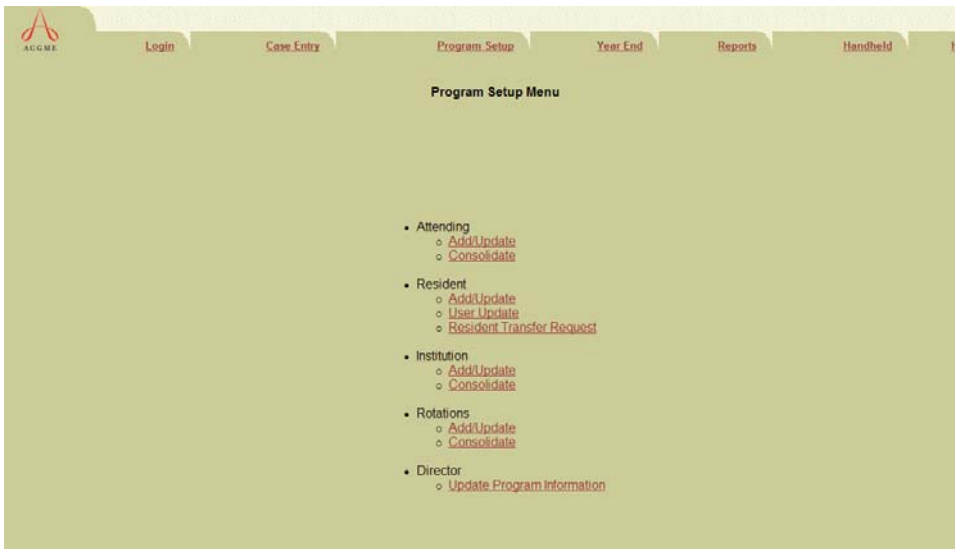 ACGME
Login Case Entry Program Setup Year End Reports Handheld
Program Setup Menu
• Attending
o Add/Update
o Consolidate
• Resident
o Add/Update
o User Update
o Resident Transfer Request
• Institution
o Add/Update
o Consolidate
• Rotations
o Add/Update
o Consolidate
• Director
o Update Program Information